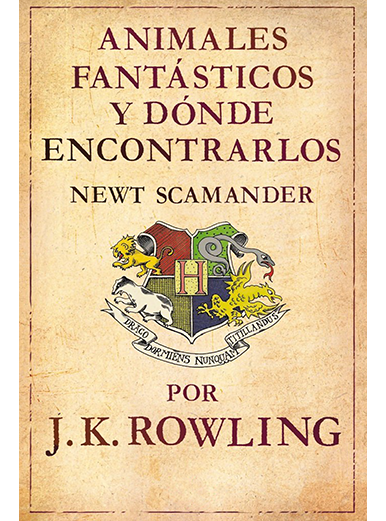 ANIMALES
FANTÁSTICOS
Y DÓNDE
ENCONTRARLOS
NEWT SCAMANDER
H
DRACO DORMIENS NUNQUAM TITILLANDUS
POR
J. K. ROWLING